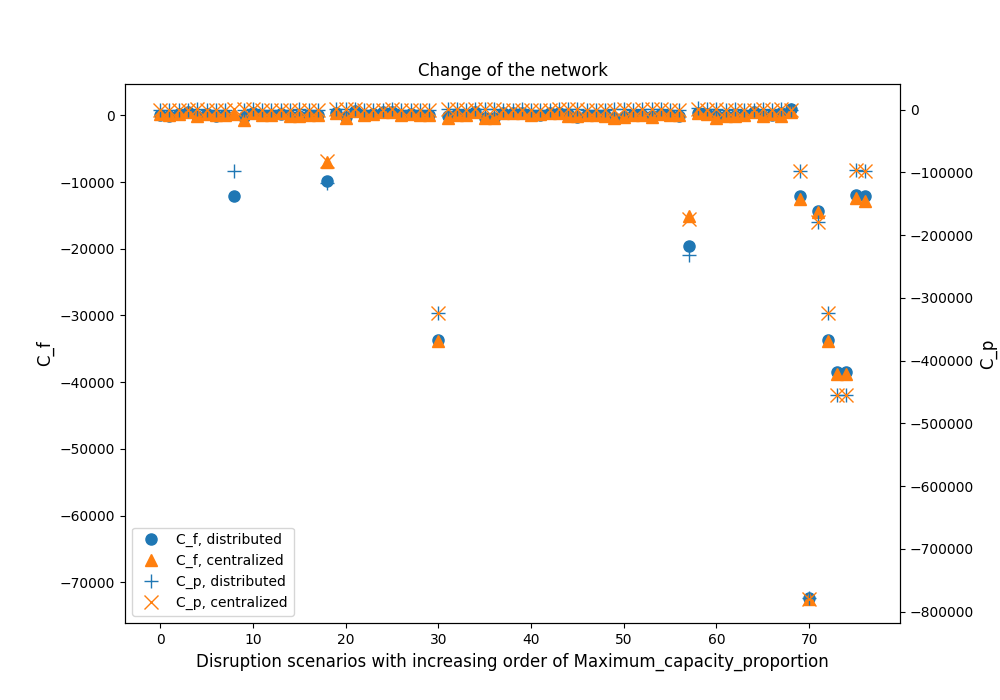 Change of the network
0
−10000
−20000
−30000
−40000
−50000
−60000
−70000
C_f
0
−100000
−200000
−300000
−400000
−500000
−600000
−700000
−800000
C_p
C_f, distributed
C_f, centralized
C_p, distributed
C_p, centralized
0 10 20 30 40 50 60 70
Disruption scenarios with increasing order of Maximum_capacity_proportion